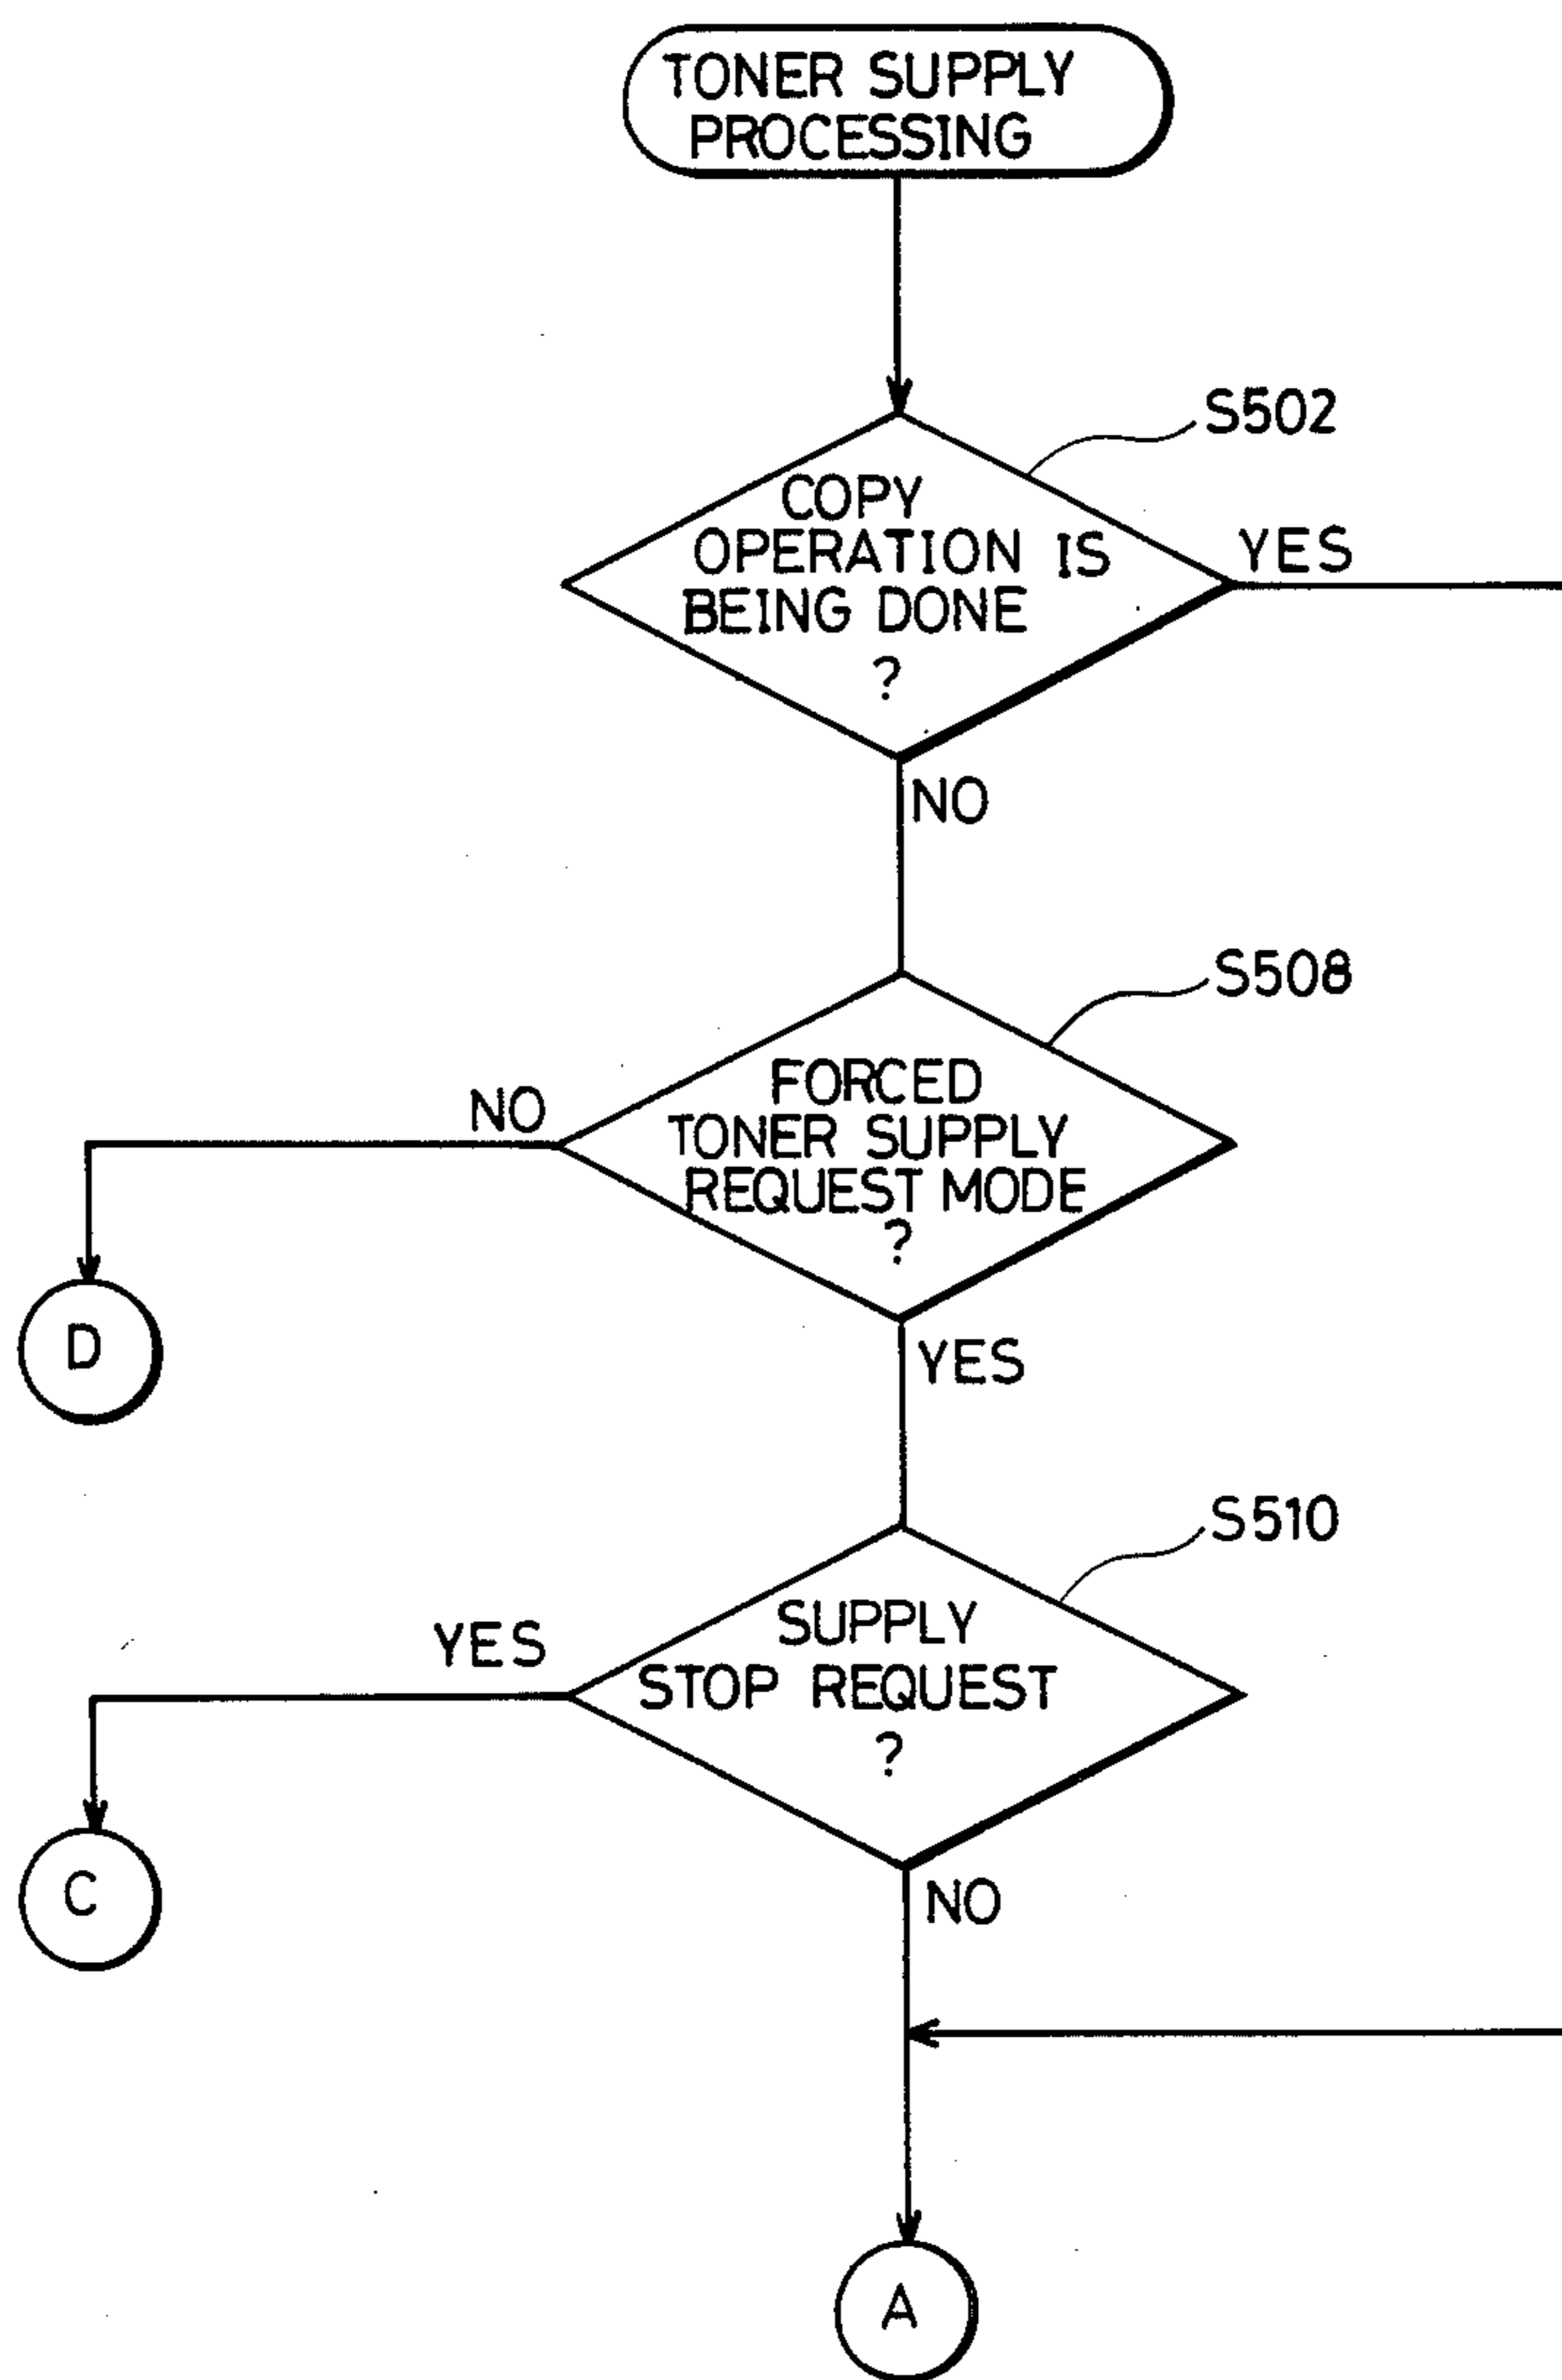 TONER SUPPLY
PROCESSING
S502
COPY
OPERATION IS
BEING DONE
?
YES
NO
S508
FORCED
TONER SUPPLY
REQUEST MODE
?
NO
D
YES
S510
SUPPLY
STOP REQUEST
?
YES
C
NO
A